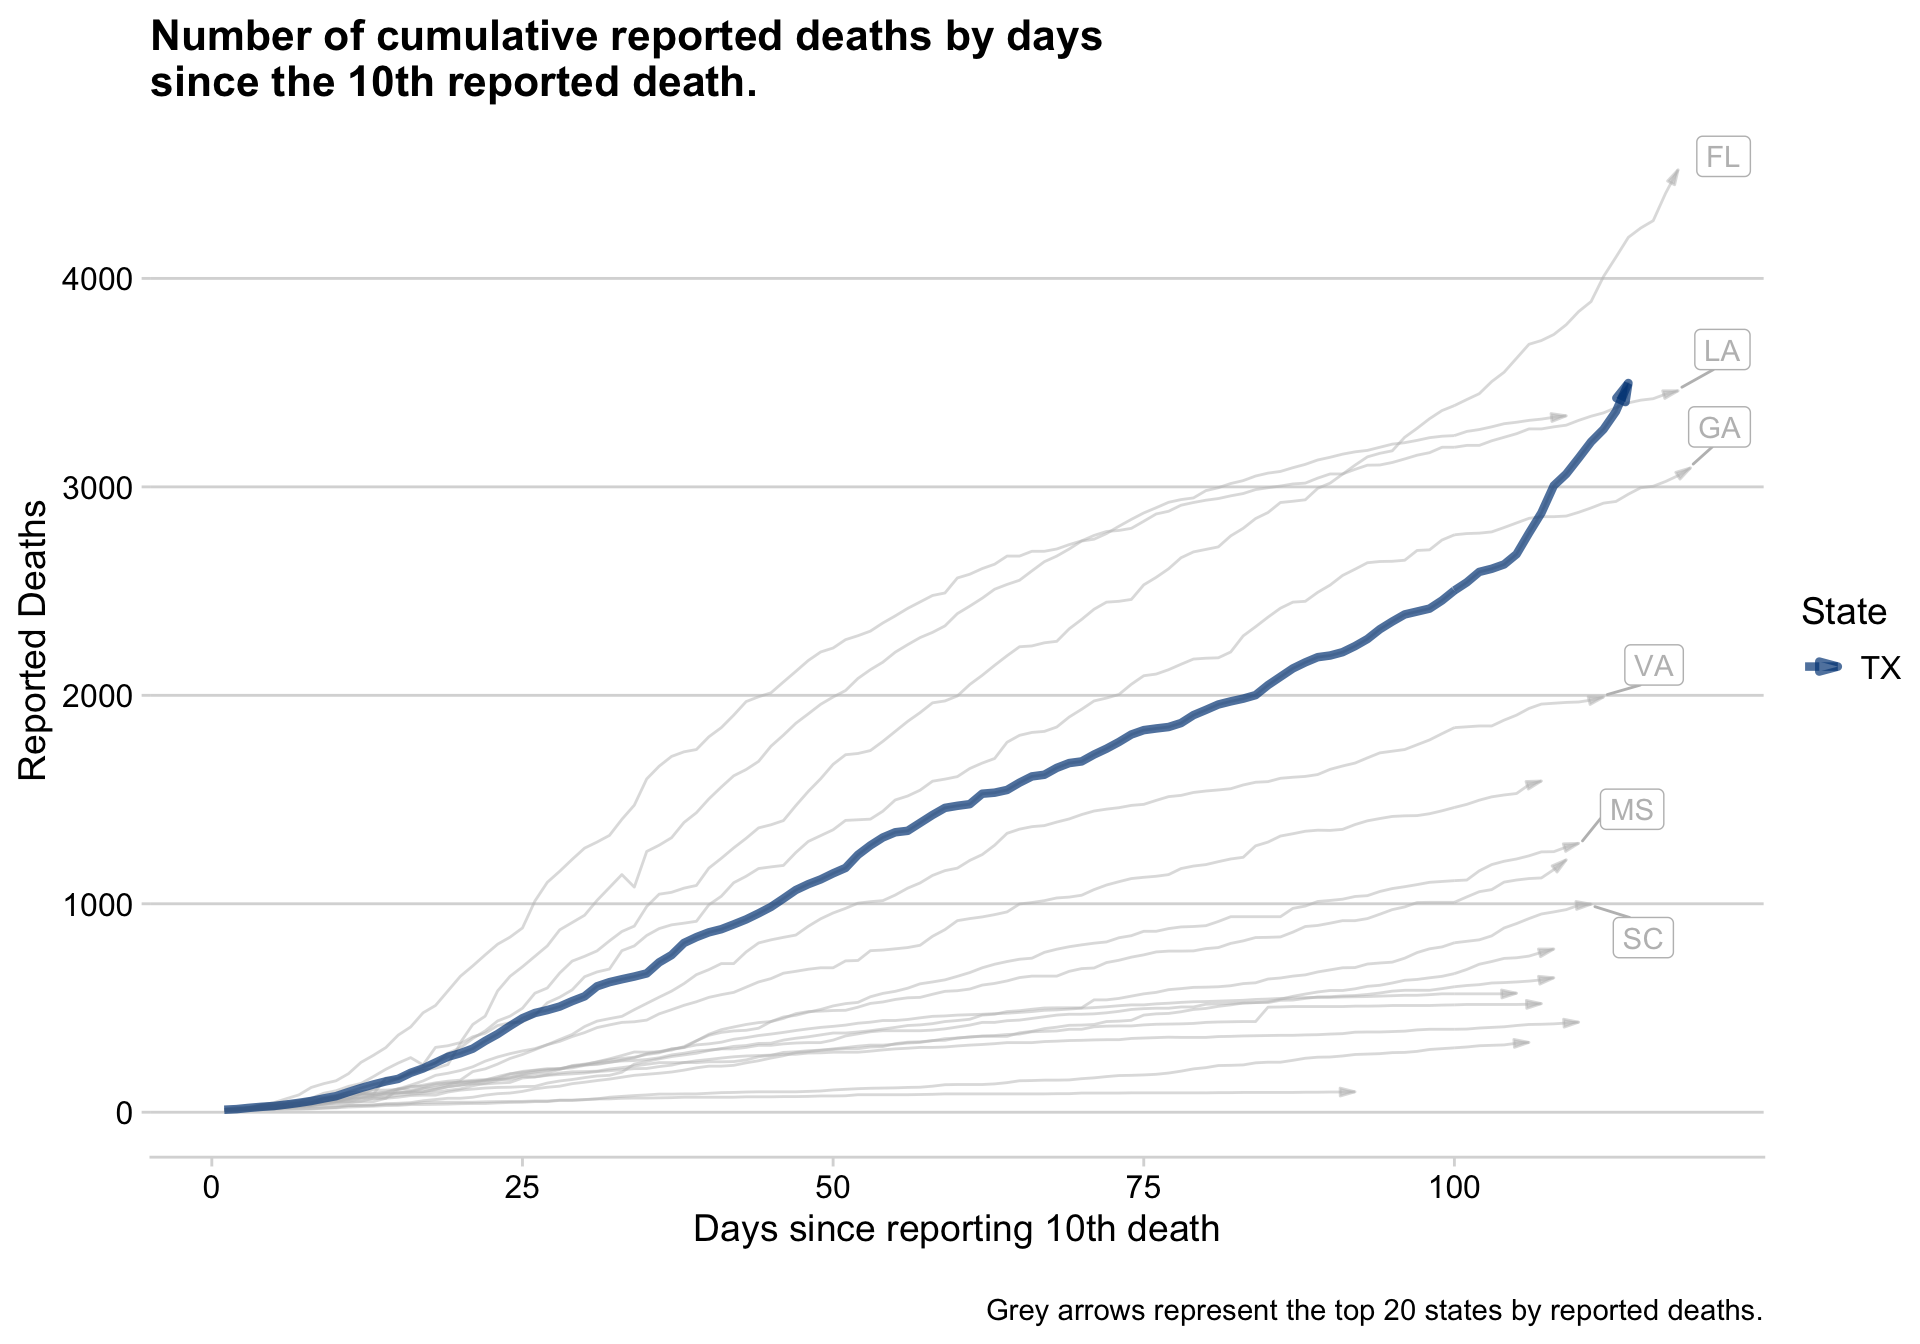 Number of cumulative reported deaths by days
since the 10th reported death.
FL
4000
LA
GA
3000
Reported Deaths
State
TX
VA
2000
MS
1000
SC
0
0 25 50 75 100
Days since reporting 10th death
Grey arrows represent the top 20 states by reported deaths.